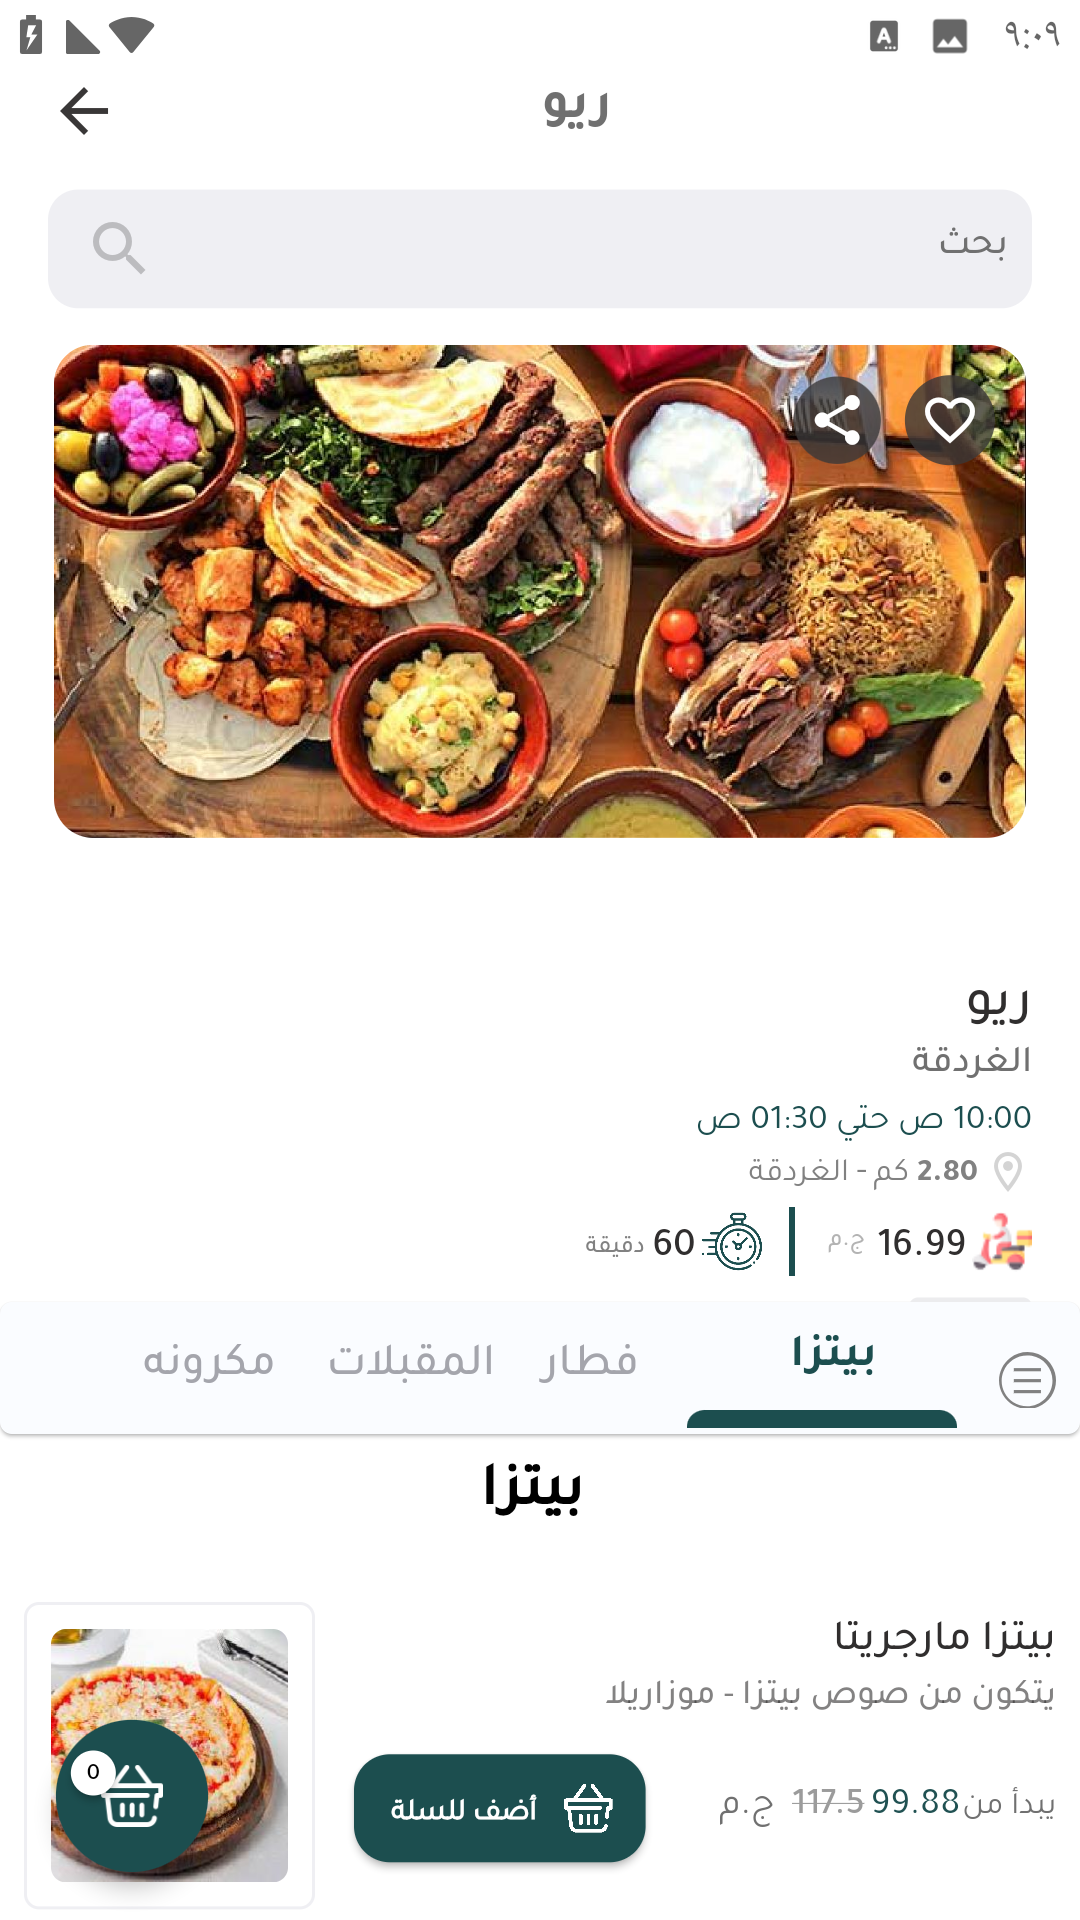 ٩:٠٩
ريو
بحث
ريو
الغردقة
10:00 ص حتي 01:30 ص
2.80 كم - الغردقة
16.99 ج.م
60 دقيقة
بيتزا فطار المقبلات مكرونه
بيتزا
بيتزا مارجريتا
يتكون من صوص بيتزا - موزاريلا
يبدأ من 99.88 117.5 ج.م
أضف للسلة
0